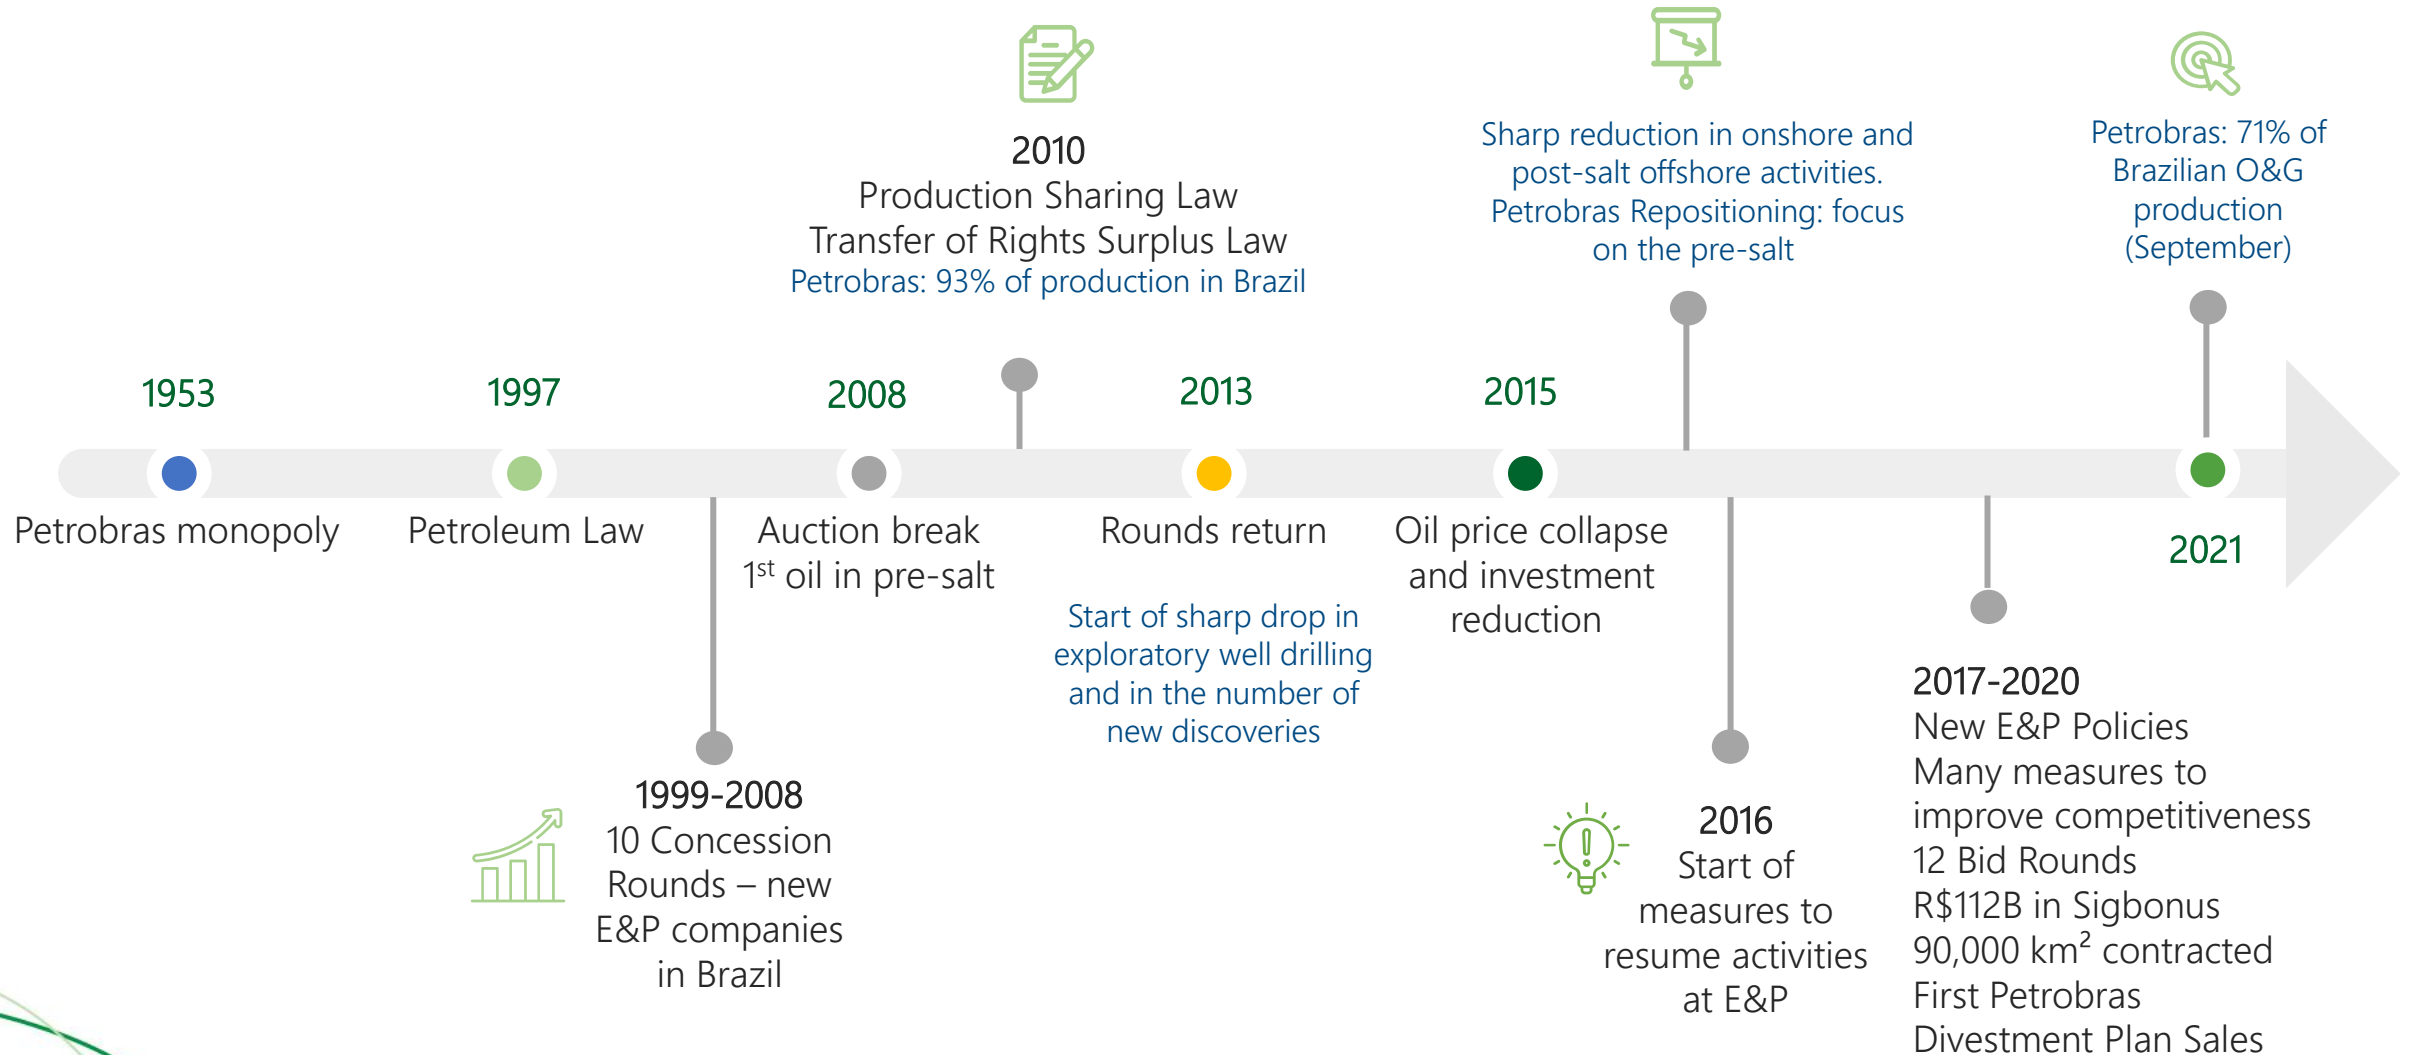 1953
Petrobras monopoly
1997
Petroleum Law
1999-2008
10 Concession
Rounds – new
E&P companies
in Brazil
2008
Auction break
1st oil in pre-salt
2010
Production Sharing Law
Transfer of Rights Surplus Law
Petrobras: 93% of production in Brazil
2013
Rounds return
Start of sharp drop in
exploratory well drilling
and in the number of
new discoveries
2015
Oil price collapse
and investment
reduction
Sharp reduction in onshore and
post-salt offshore activities.
Petrobras Repositioning: focus
on the pre-salt
2016
Start of
measures to
resume activities
at E&P
2017-2020
New E&P Policies
Many measures to
improve competitiveness
12 Bid Rounds
R$112B in Sigbonus
90,000 km² contracted
First Petrobras
Divestment Plan Sales
Petrobras: 71% of
Brazilian O&G
production
(September)
2021